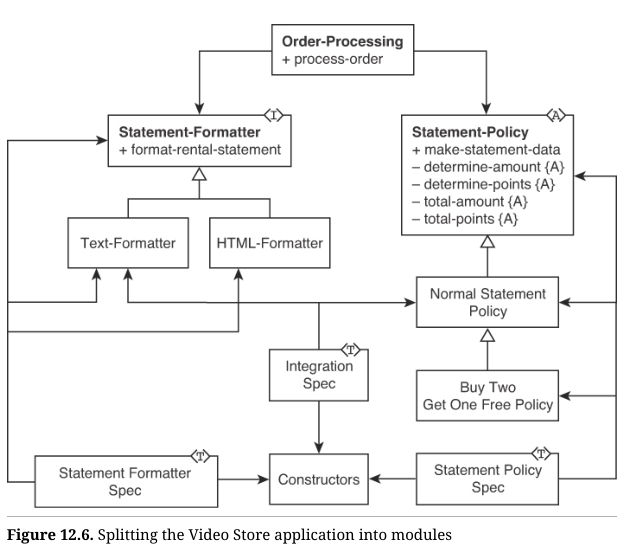 Order-Processing
+ process-order
<I>
Statement-Formatter
+ format-rental-statement
<A>
Statement-Policy
+ make-statement-data
– determine-amount {A}
– determine-points {A}
– total-amount {A}
– total-points {A}
Text-Formatter
HTML-Formatter
Normal Statement
Policy
<T>
Integration
Spec
Buy Two
Get One Free Policy
<T>
Statement Formatter
Spec
Constructors
<T>
Statement Policy
Spec
Figure 12.6. Splitting the Video Store application into modules